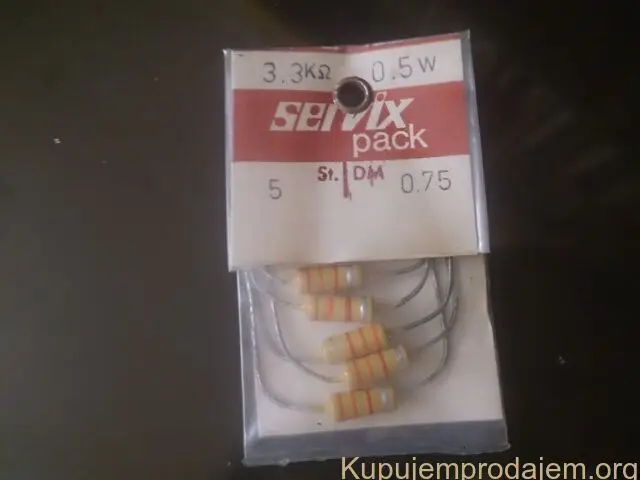 3.3KΩ 0.5W
servix
pack
St. DM
5 0.75
Kupujemprodajem.org